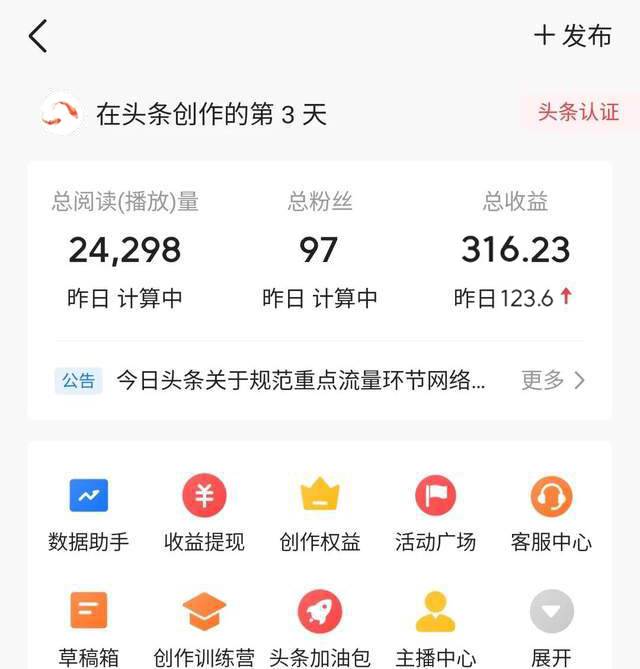 ＋发布
在头条创作的第 3 天
头条认证
总阅读(播放)量 总粉丝 总收益
24,298 97 316.23
昨日 计算中 昨日 计算中 昨日123.6
公告 今日头条关于规范重点流量环节网络... 更多
数据助手 收益提现 创作权益 活动广场 客服中心
草稿箱 创作训练营 头条加油包 主播中心 展开